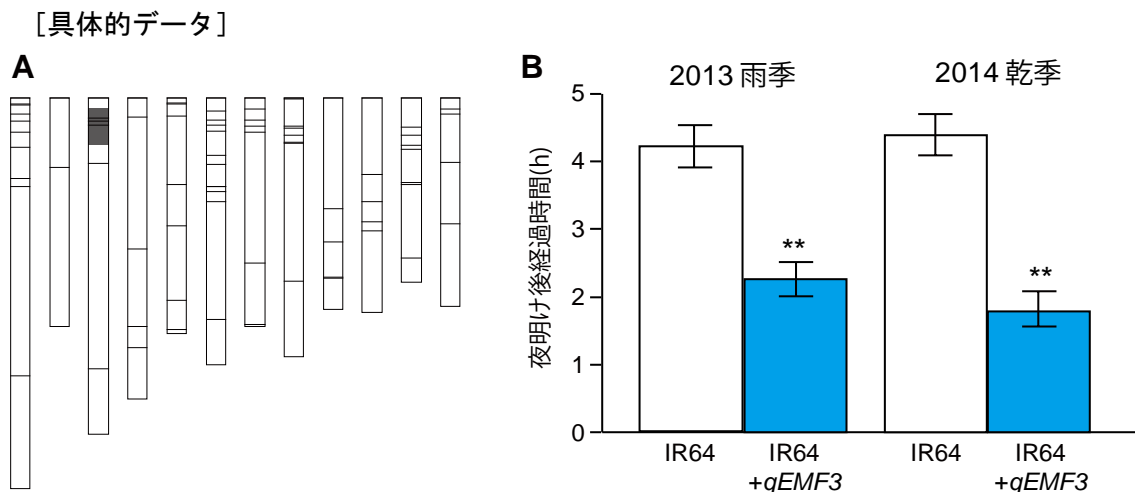 ［具体的データ］
A
B
2013 雨季
2014 乾季
夜明け後経過時間(h)
5
4
3
2
1
0
**
**
IR64
IR64
+qEMF3
IR64
IR64
+qEMF3